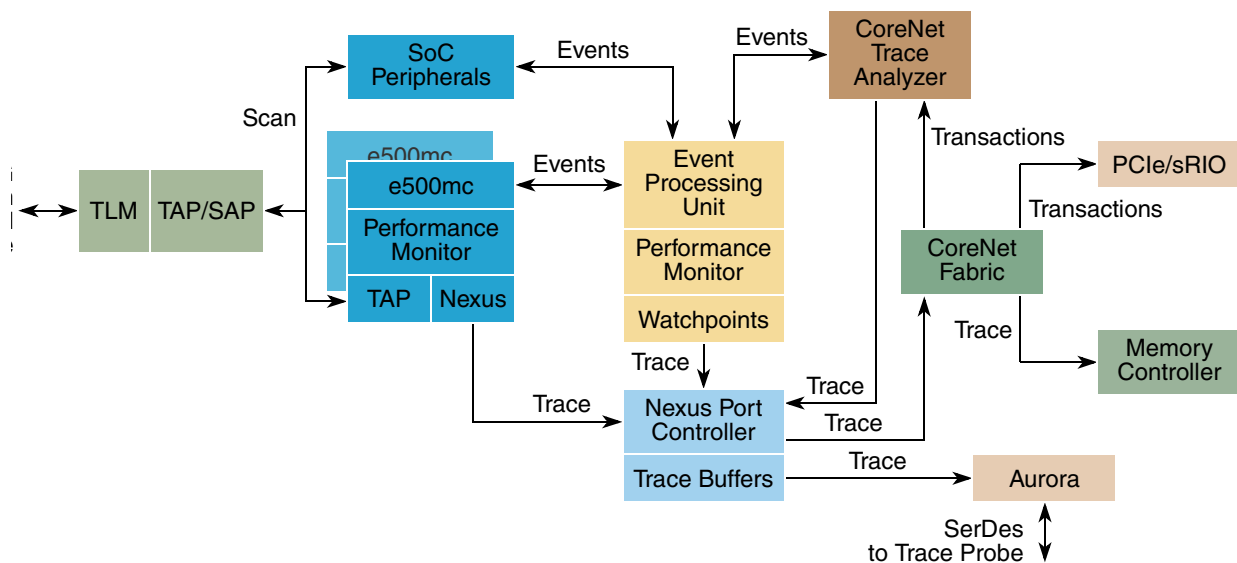 SoC
Peripherals
Events
Events
CoreNet
Trace
Analyzer
Scan
e500mc
e500mc
Performance
Monitor
TAP
Nexus
Events
Event
Processing
Unit
Performance
Monitor
Watchpoints
Transactions
PCIe/sRIO
Transactions
TLM
TAP/SAP
CoreNet
Fabric
Trace
Memory
Controller
Trace
Trace
Trace
Nexus Port
Controller
Trace
Trace Buffers
Trace
Aurora
SerDes
to Trace Probe